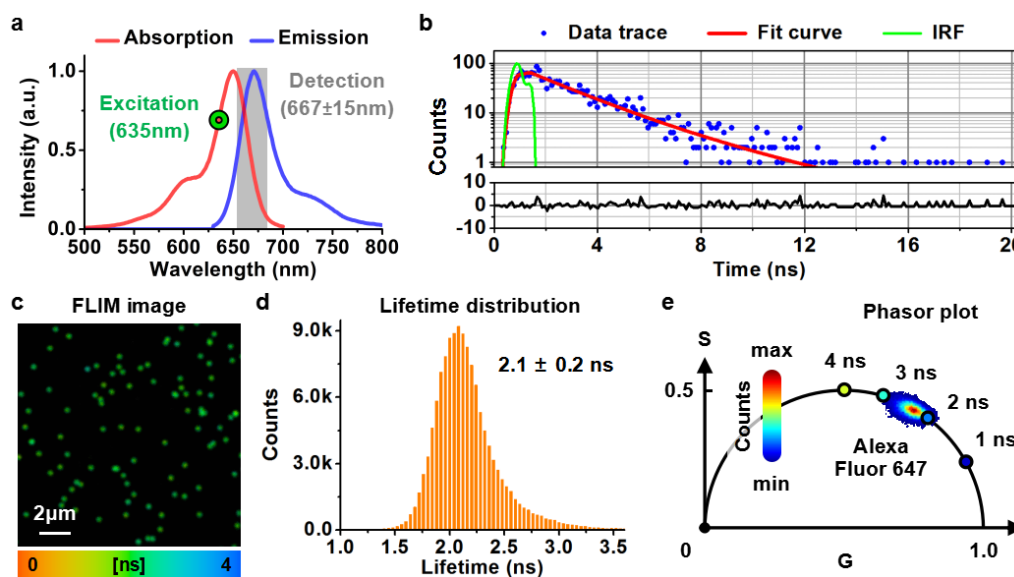 a
Absorption Emission
Intensity (a.u.)
1.0
0.5
0.0
Excitation
(635nm)
Detection
(667±15nm)
500 550 600 650 700 750 800
Wavelength (nm)
b
Data trace Fit curve IRF
Counts
100
10
1
10
0
-10
0 4 8 12 16 20
Time (ns)
c FLIM image
2μm
0 [ns] 4
d Lifetime distribution
2.1 ± 0.2 ns
Counts
9.0k
6.0k
3.0k
0.0
1.0 1.5 2.0 2.5 3.0 3.5
Lifetime (ns)
e Phasor plot
S
0.5
max
Counts
min
4 ns
3 ns
2 ns
1 ns
Alexa
Fluor 647
0 G 1.0